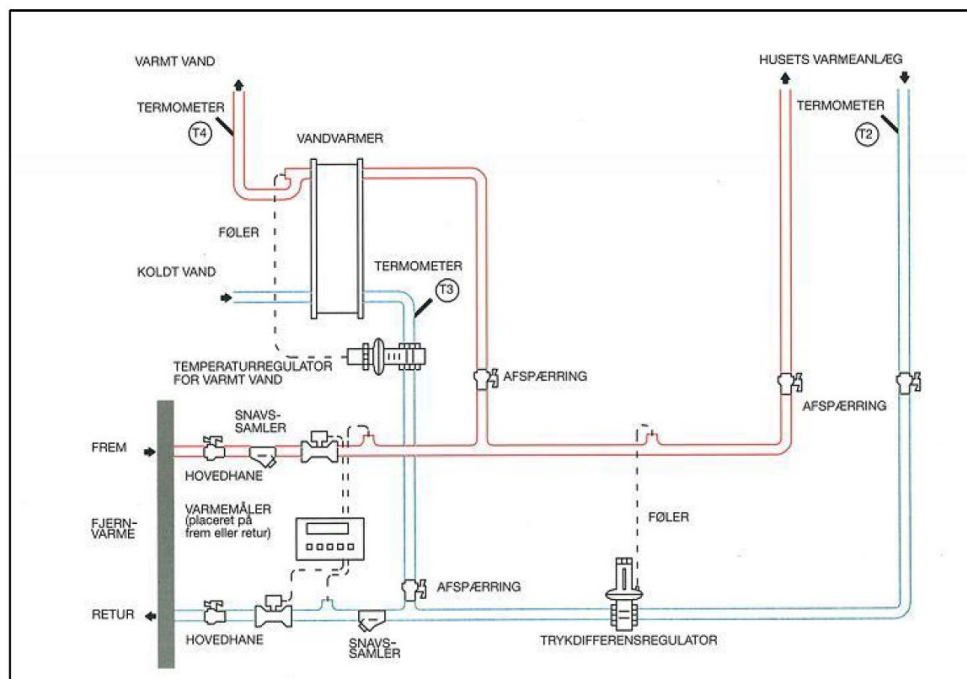 VARMT VAND
HUSETS VARMEANLÆG
TERMOMETER
T4
VANDVARMER
TERMOMETER
T2
FØLER
KOLDT VAND
TERMOMETER
T3
TEMPERATURREGULATOR
FOR VARMT VAND
AFSPÆRRING
AFSPÆRRING
SNAVS-
SAMLER
FREM
HOVEDHANE
FJERN-
VARME
VARMEMÅLER
(placeret på
frem eller retur)
FØLER
AFSPÆRRING
RETUR
HOVEDHANE
SNAVS-
SAMLER
TRYKDIFFERENSREGULATOR